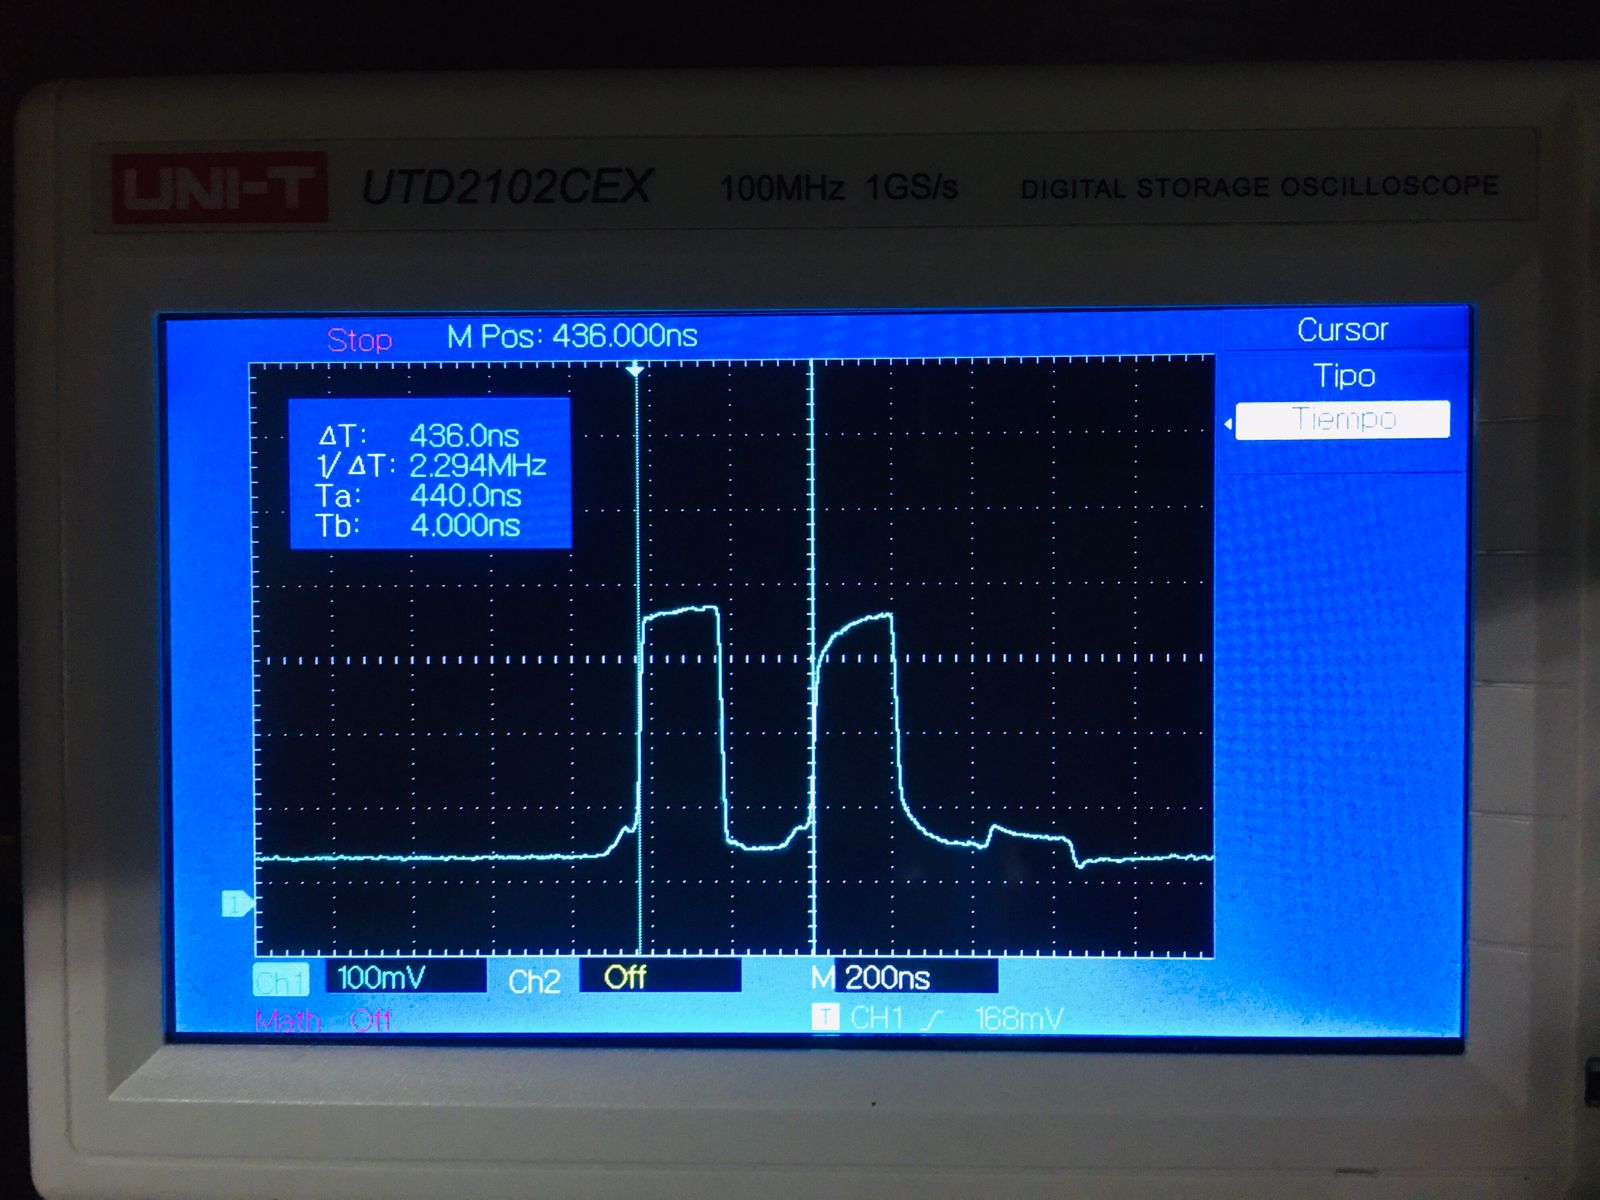 UNI-T UTD2102CEX 100MHz 1GS/s DIGITAL STORAGE OSCILLOSCOPE
Stop M Pos: 436.000ns
Cursor
Tipo
Tiempo
ΔT: 436.0ns
1/ΔT: 2.294MHz
Ta: 440.0ns
Tb: 4.000ns
1
Ch1 100mV Ch2 Off M 200ns
Math Off T CH1 168mV